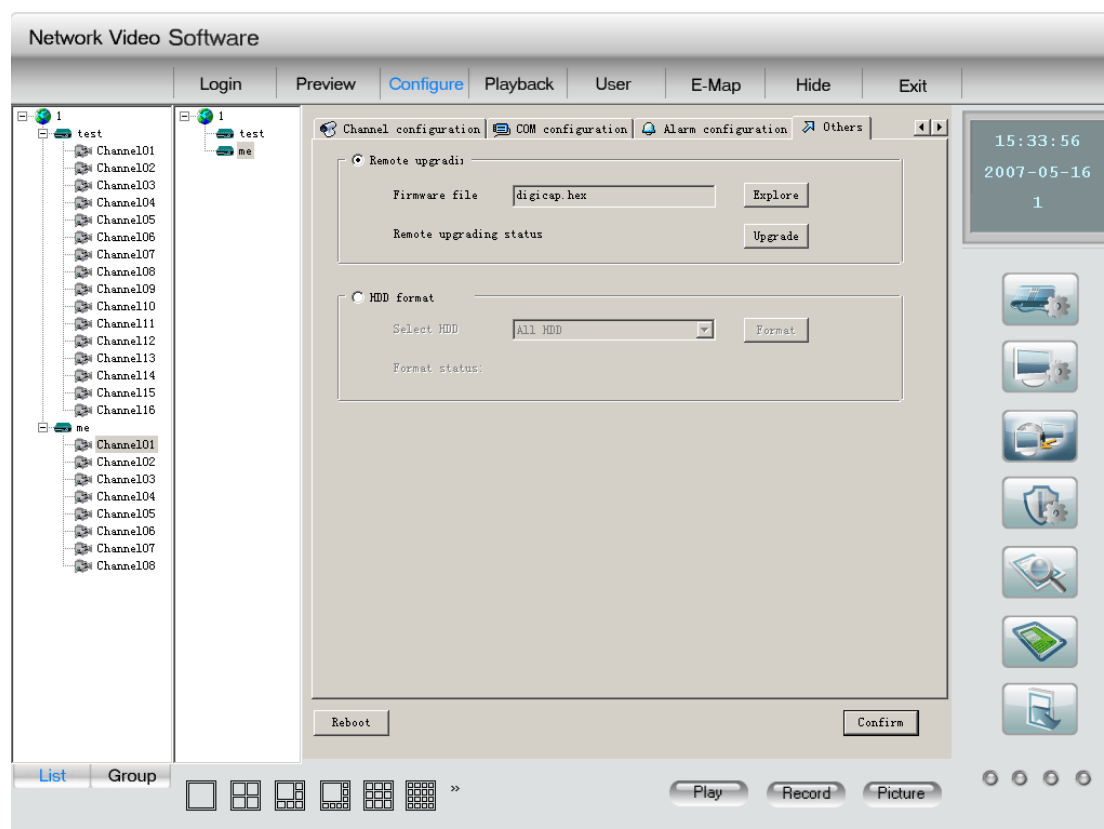 Network Video Software
Login Preview Configure Playback User E-Map Hide Exit
1
test
Channel01
Channel02
Channel03
Channel04
Channel05
Channel06
Channel07
Channel08
Channel09
Channel10
Channel11
Channel12
Channel13
Channel14
Channel15
Channel16
me
Channel01
Channel02
Channel03
Channel04
Channel05
Channel06
Channel07
Channel08
1
test
me
Channel configuration COM configuration Alarm configuration Others
Remote upgradi
Firmware file digicap.hex Explore
Remote upgrading status Upgrade
HDD format
Select HDD All HDD Format
Format status:
Reboot Confirm
15:33:56
2007-05-16
1
List Group
» Play Record Picture